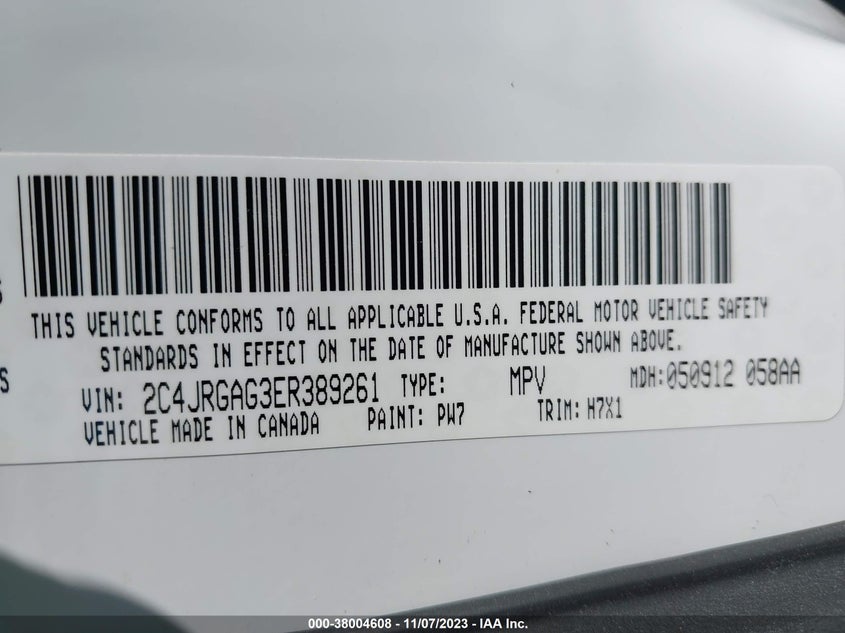 S
THIS VEHICLE CONFORMS TO ALL APPLICABLE U.S.A. FEDERAL MOTOR VEHICLE SAFETY
STANDARDS IN EFFECT ON THE DATE OF MANUFACTURE SHOWN ABOVE.
S
VIN: 2C4JRGAG3ER389261 TYPE: MPV MDH:050912 058AA
VEHICLE MADE IN CANADA PAINT: PW7 TRIM: H7X1
000-38004608 - 11/07/2023 - IAA Inc.